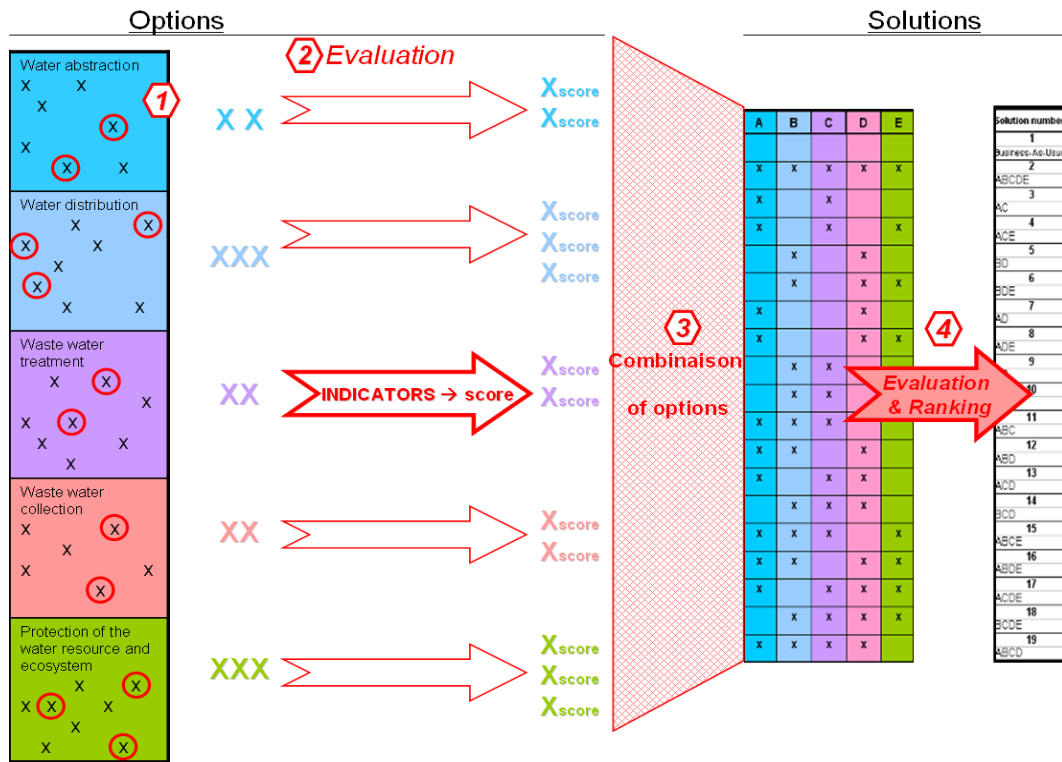 Options
Solutions
Water abstraction
X X
X
X
X
X X
1
Water distribution
X X
X X
X
X
X X
Waste water
treatment
X X
X
X X
X X
X
Waste water
collection
X X
X
X X
X
Protection of the
water resource and
ecosystem
X X
X X X
X
X X
2 Evaluation
X X
Xscore
Xscore
XXX
Xscore
Xscore
Xscore
XX
INDICATORS → score
Xscore
Xscore
XX
Xscore
Xscore
XXX
Xscore
Xscore
Xscore
3
Combinaison
of options
A B C D E
x x x x x
x x
x x x
x x
x x x
x x
x x x
x x
x x
x x x
x x x
x x x
x x x
x x x x
x x x x
x x x x
x x x x
x x x x
4
Evaluation
& Ranking
Solution number
1
Business-As-Usu
2
ABCDE
3
AC
4
ACE
5
BD
6
BDE
7
AD
8
ADE
9
10
11
ABC
12
ABD
13
ACD
14
BCD
15
ABCE
16
ABDE
17
ACDE
18
BCDE
19
ABCD